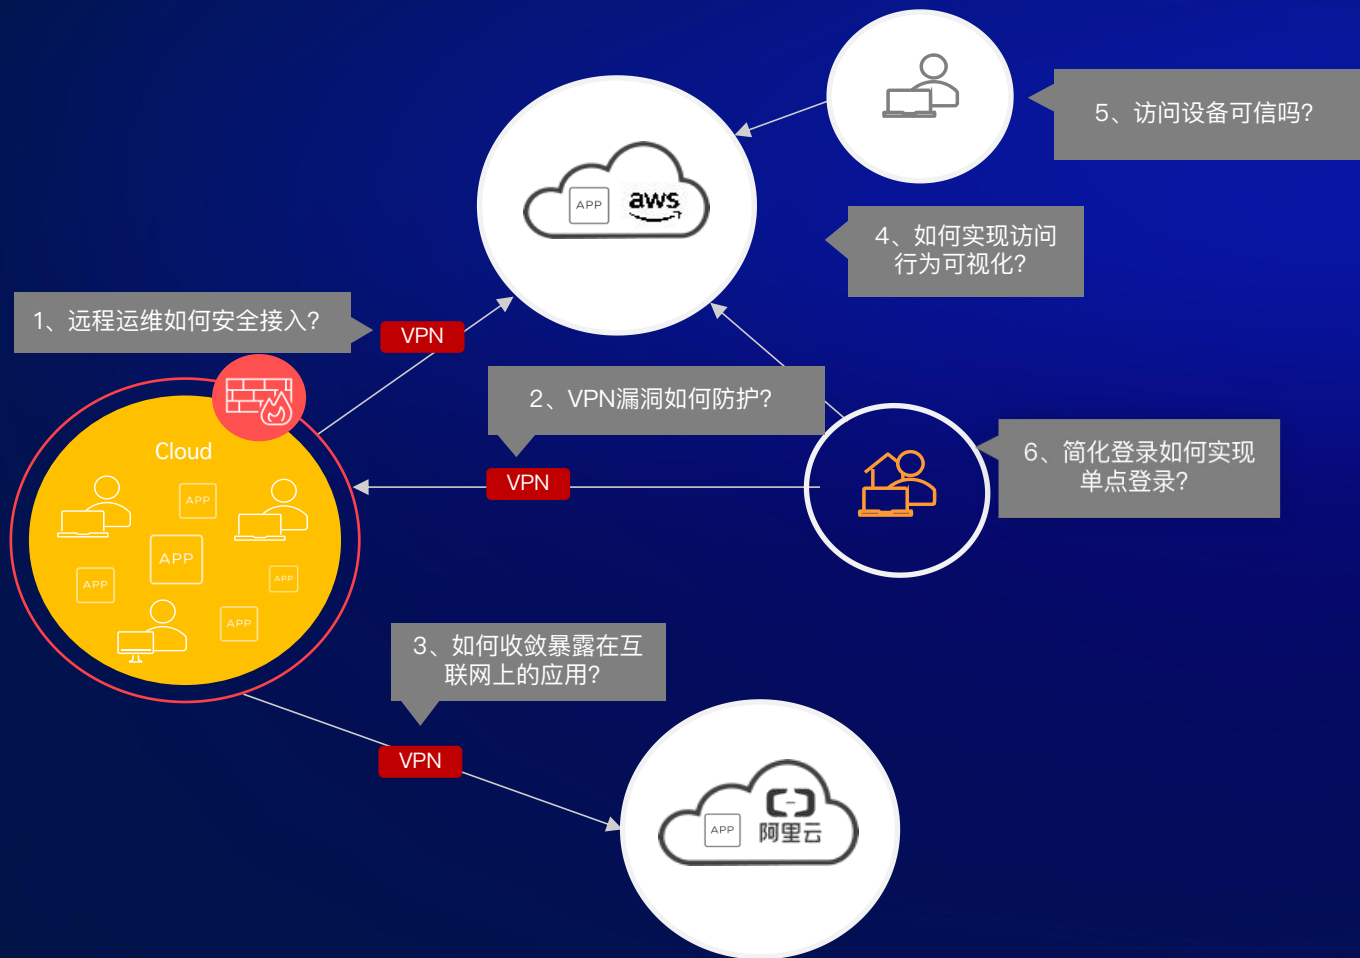 5、访问设备可信吗?
APP
aws
4、如何实现访问
行为可视化?
1、远程运维如何安全接入?
VPN
2、VPN漏洞如何防护?
Cloud
6、简化登录如何实现
单点登录?
VPN
APP
APP
APP
APP
APP
3、如何收敛暴露在互
联网上的应用?
VPN
APP
阿里云